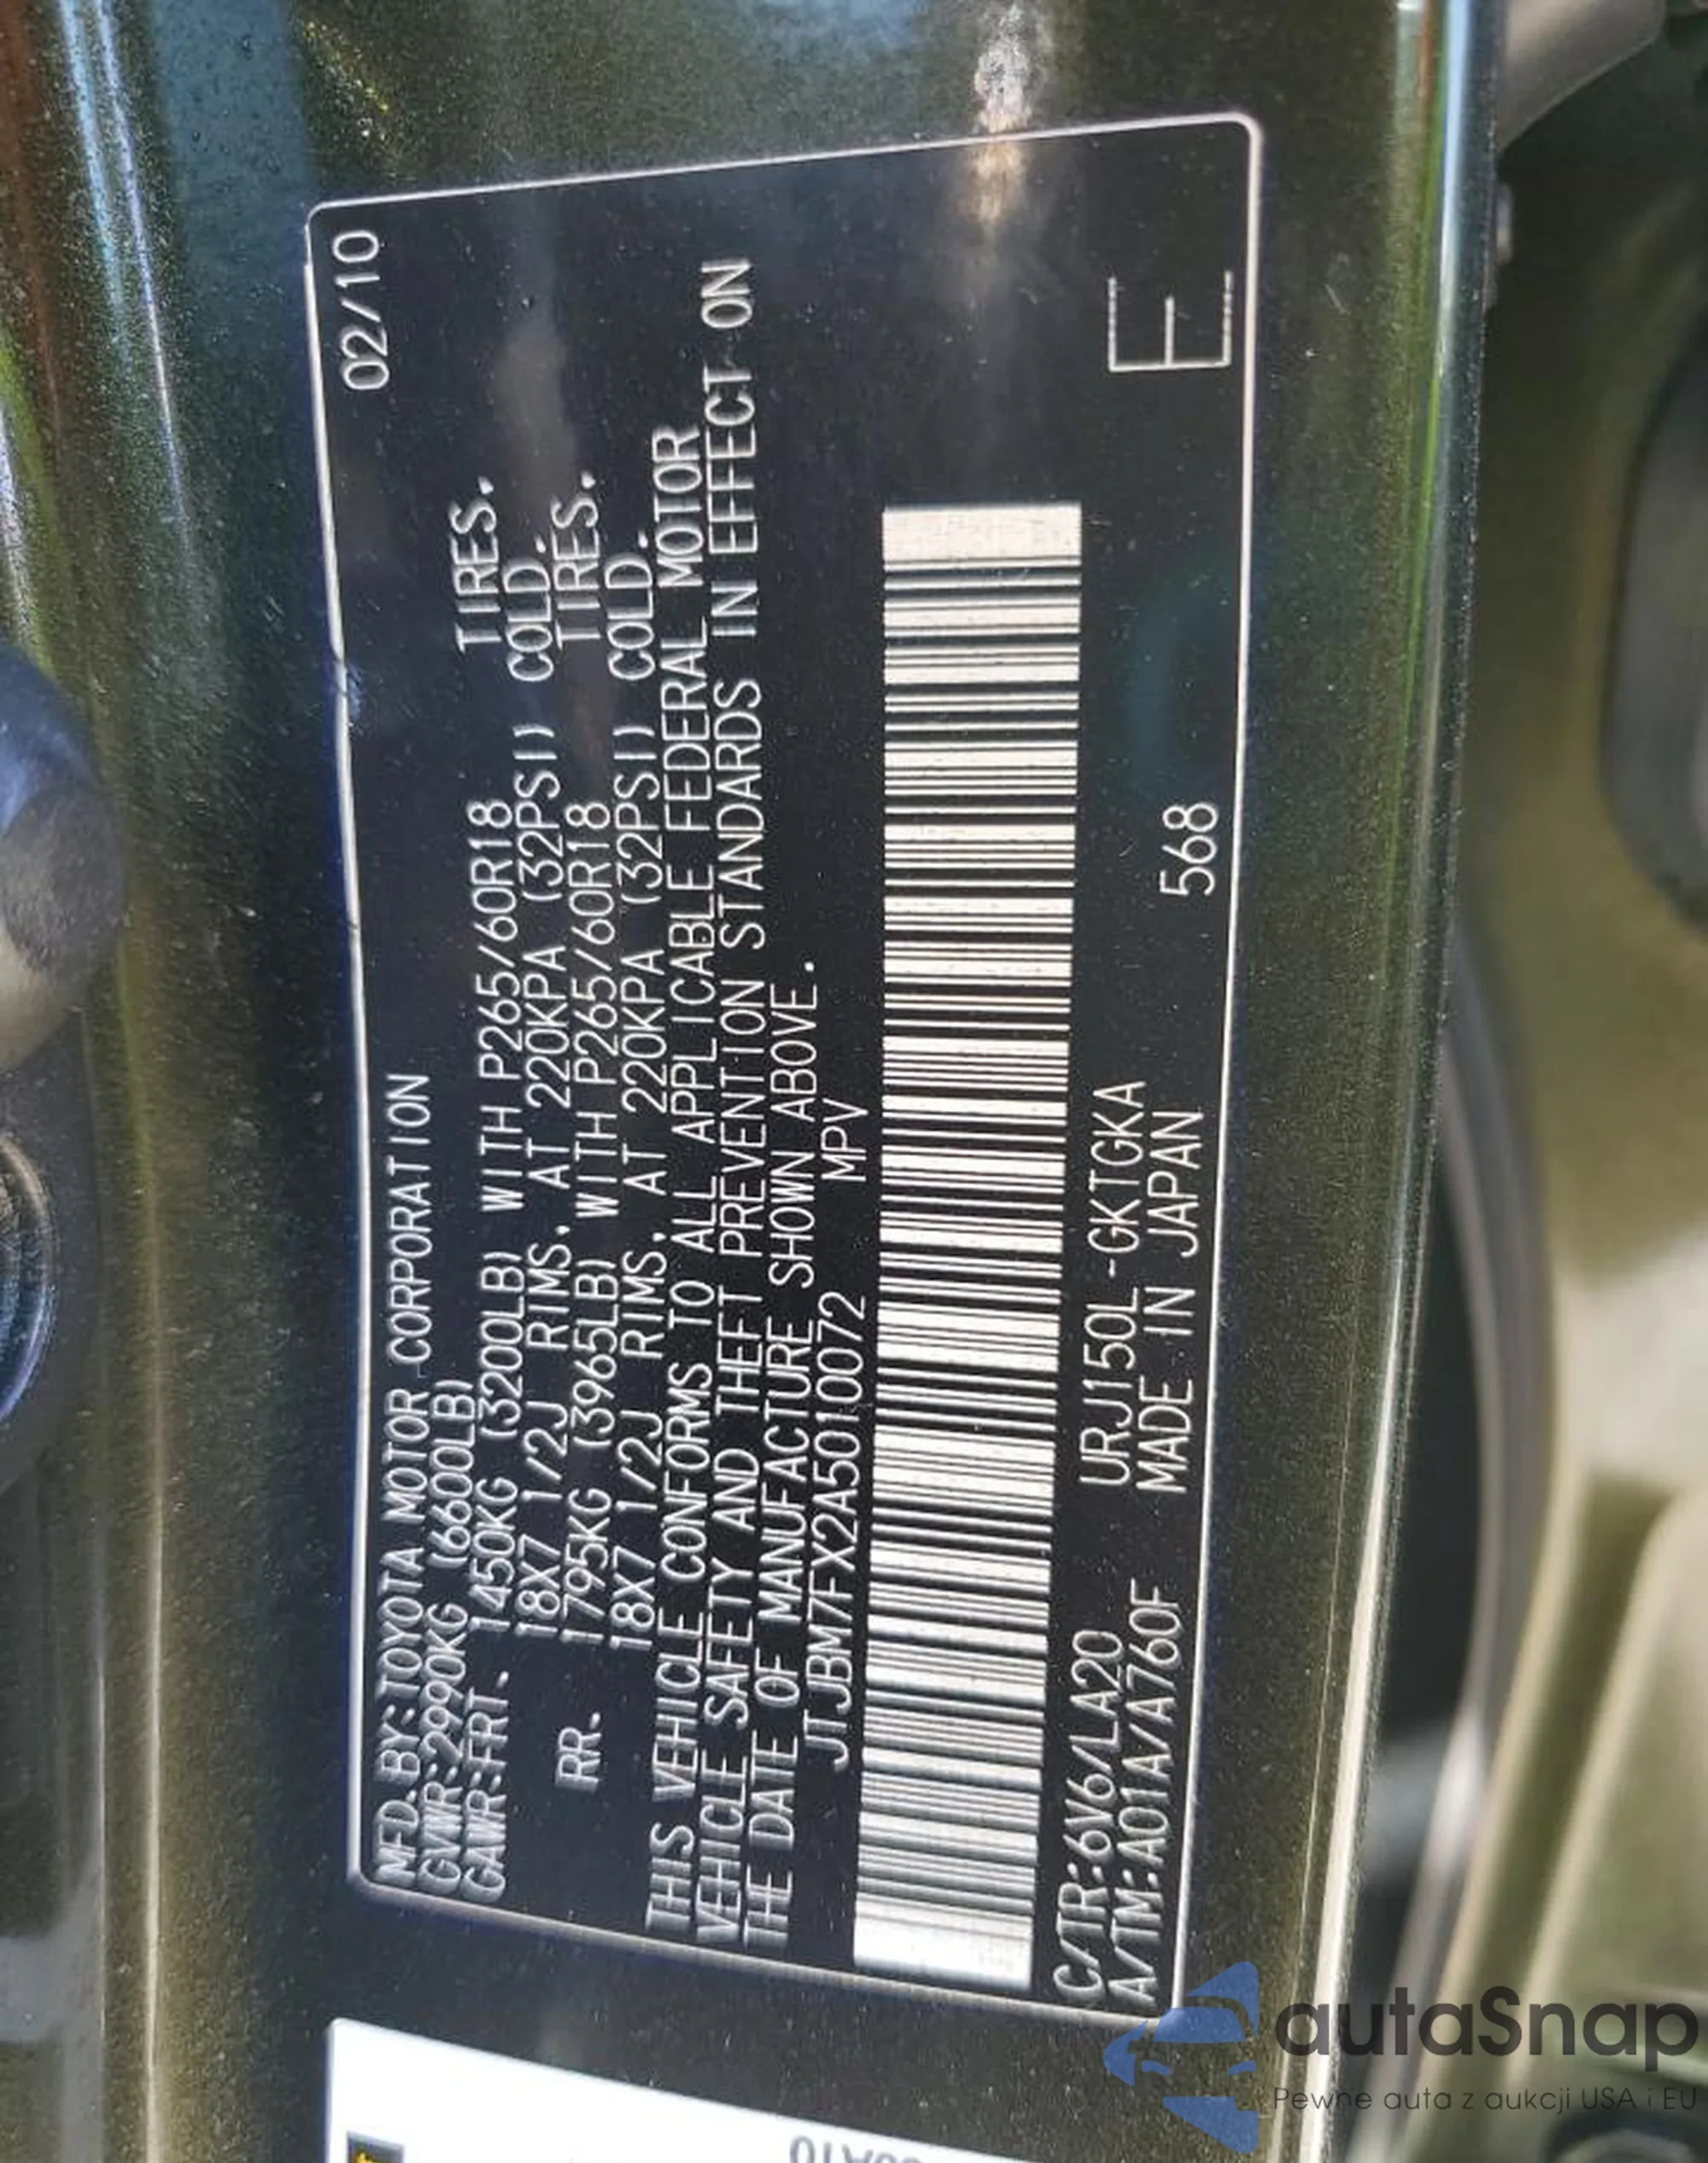 02/10
MFD.BY:TOYOTA MOTOR CORPORATION
GVWR:2990KG (6600LB)
GAWR:FRT. 1450KG (3200LB) WITH P265/60R18 TIRES.
18X7 1/2J RIMS, AT 220KPA (32PSI) COLD.
RR. 1795KG (3965LB) WITH P265/60R18 TIRES.
18X7 1/2J RIMS, AT 220KPA (32PSI) COLD.
THIS VEHICLE CONFORMS TO ALL APPLICABLE FEDERAL MOTOR
VEHICLE SAFETY AND THEFT PREVENTION STANDARDS IN EFFECT ON
THE DATE OF MANUFACTURE SHOWN ABOVE.
JTJBM7FX2A5010072 MPV
C/TR:6V6/LA20 URJ150L-GKTGKA
A/TM:A01A/A760F MADE IN JAPAN 568
E
autaSnap
Pewne auta z aukcji USA i EU